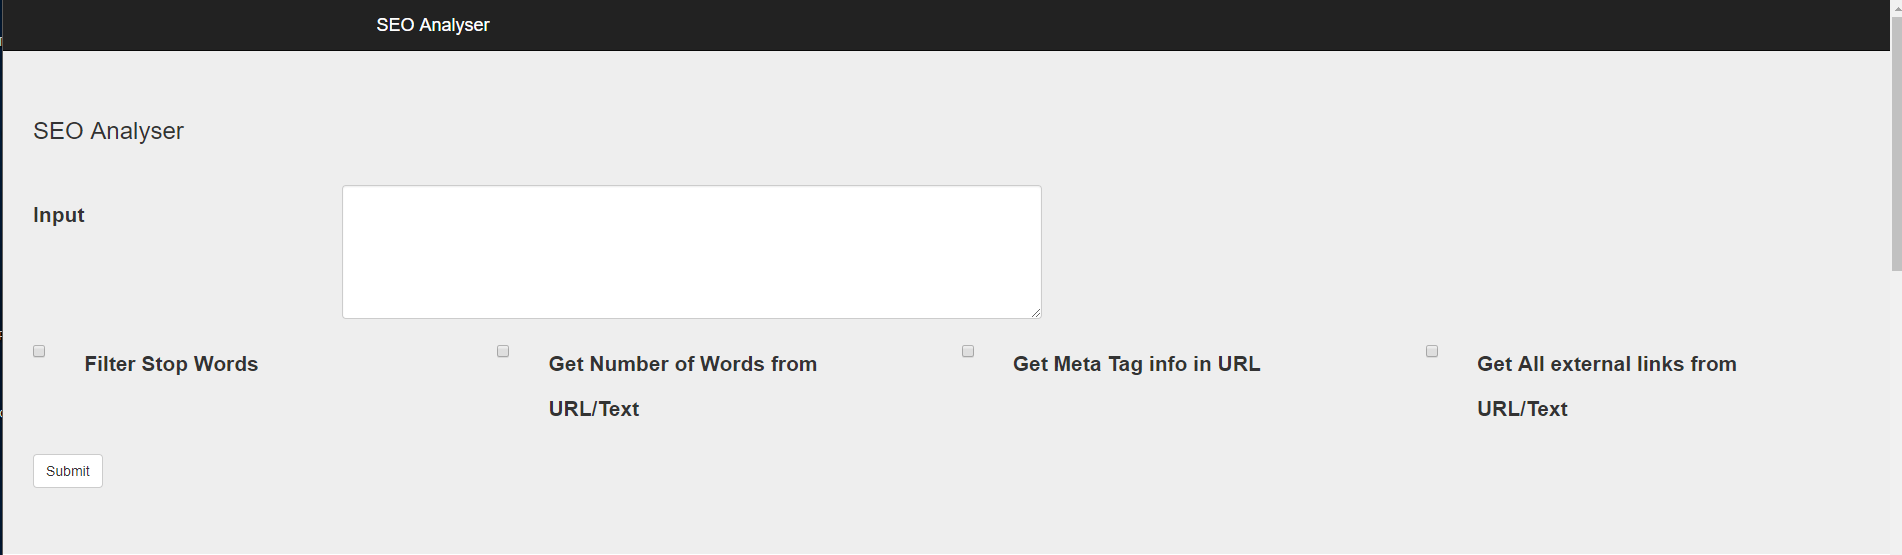 SEO Analyser
SEO Analyser
Input
Filter Stop Words
Get Number of Words from
URL/Text
Get Meta Tag info in URL
Get All external links from
URL/Text
Submit